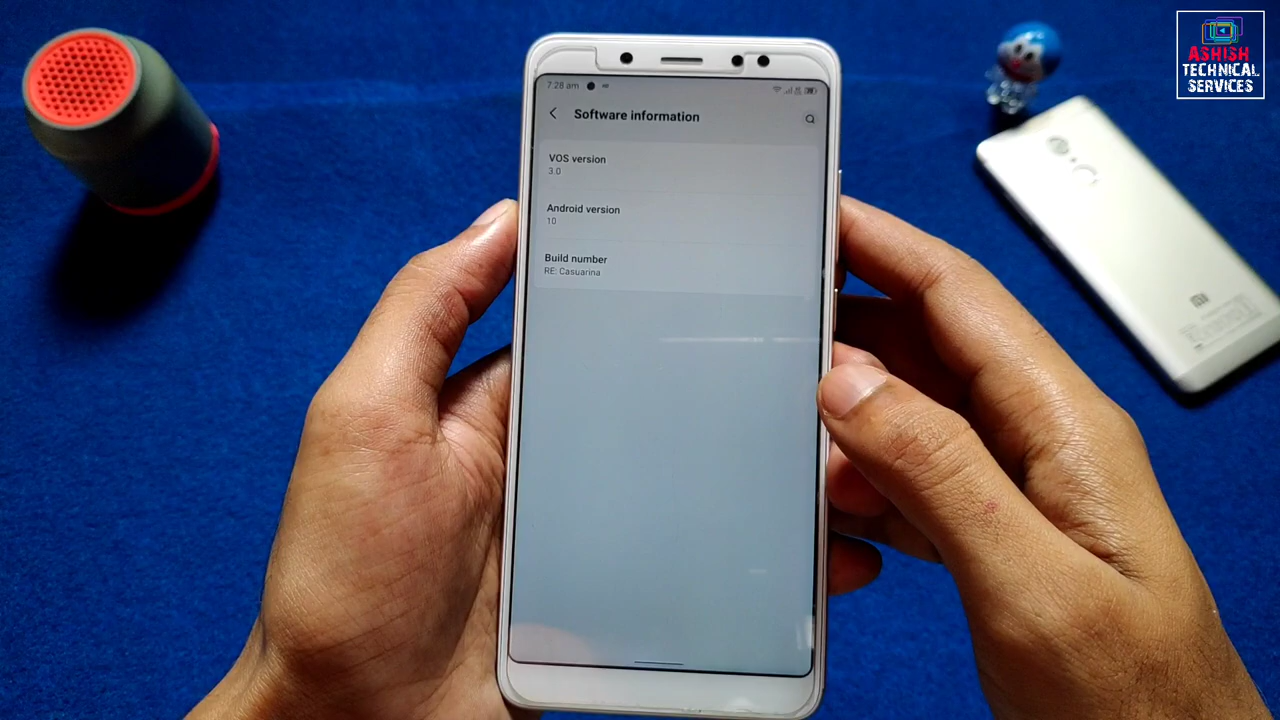 ASHISH
TECHNICAL
SERVICES
7:28 am
Software information
VOS version
3.0
Android version
10
Build number
RE: Casuarina